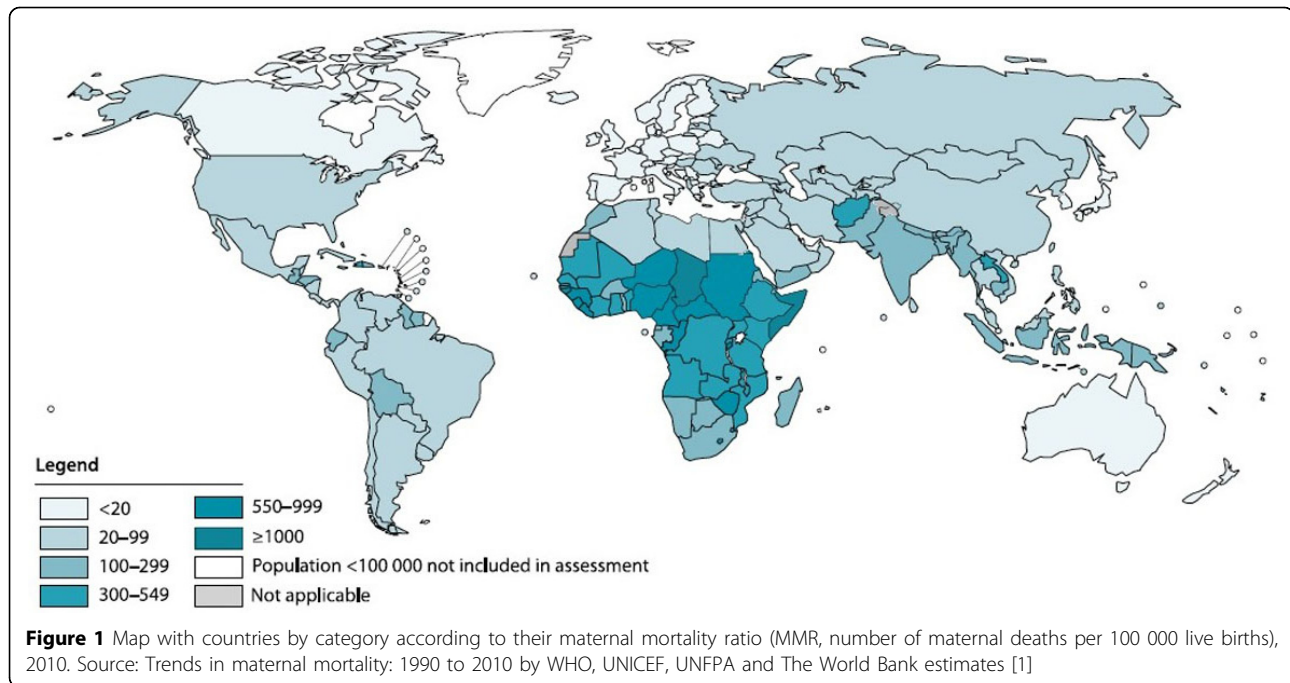 Legend
<20
20–99
100–299
300–549
550–999
≥1000
Population <100 000 not included in assessment
Not applicable
Figure 1 Map with countries by category according to their maternal mortality ratio (MMR, number of maternal deaths per 100 000 live births),
2010. Source: Trends in maternal mortality: 1990 to 2010 by WHO, UNICEF, UNFPA and The World Bank estimates [1]